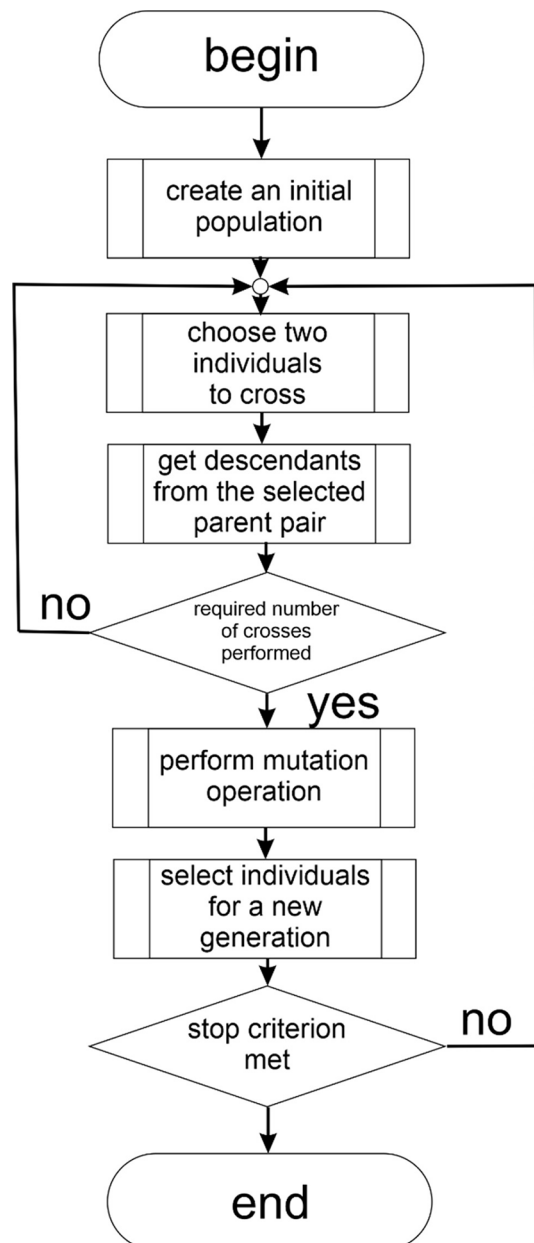 begin
create an initial
population
choose two
individuals
to cross
get descendants
from the selected
parent pair
no
required number
of crosses
performed
yes
perform mutation
operation
select individuals
for a new
generation
stop criterion
met
no
end